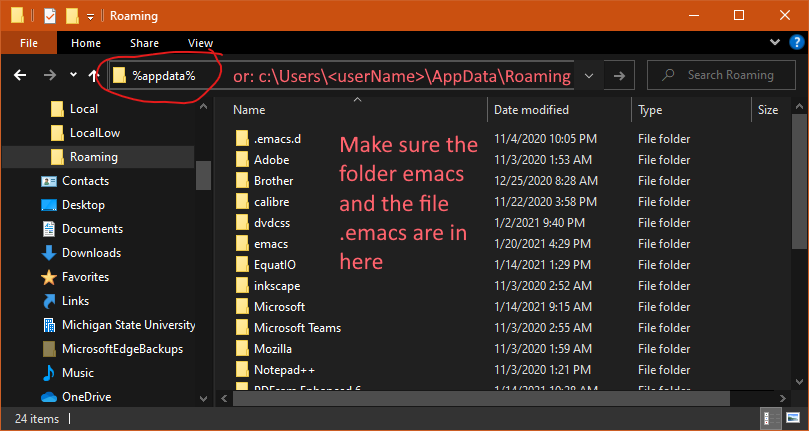 Roaming
File Home Share View
%appdata% or: c:\Users\<userName>\AppData\Roaming Search Roaming
Name Date modified Type Size
Local
LocalLow
Roaming
Contacts
Desktop
Documents
Downloads
Favorites
Links
Michigan State University
MicrosoftEdgeBackups
Music
OneDrive
.emacs.d 11/4/2020 10:05 PM File folder
Adobe 11/3/2020 1:53 AM File folder
Brother 12/25/2020 8:28 AM File folder
calibre 11/22/2020 3:58 PM File folder
dvdcss 1/2/2021 9:40 PM File folder
emacs 1/20/2021 4:29 PM File folder
EquatIO 1/14/2021 1:29 PM File folder
inkscape 11/3/2020 2:52 AM File folder
Microsoft 1/14/2021 9:15 AM File folder
Microsoft Teams 11/3/2020 2:55 AM File folder
Mozilla 11/3/2020 1:59 AM File folder
Notepad++ 11/3/2020 1:21 PM File folder
Make sure the
folder emacs
and the file
.emacs are in
here
24 items